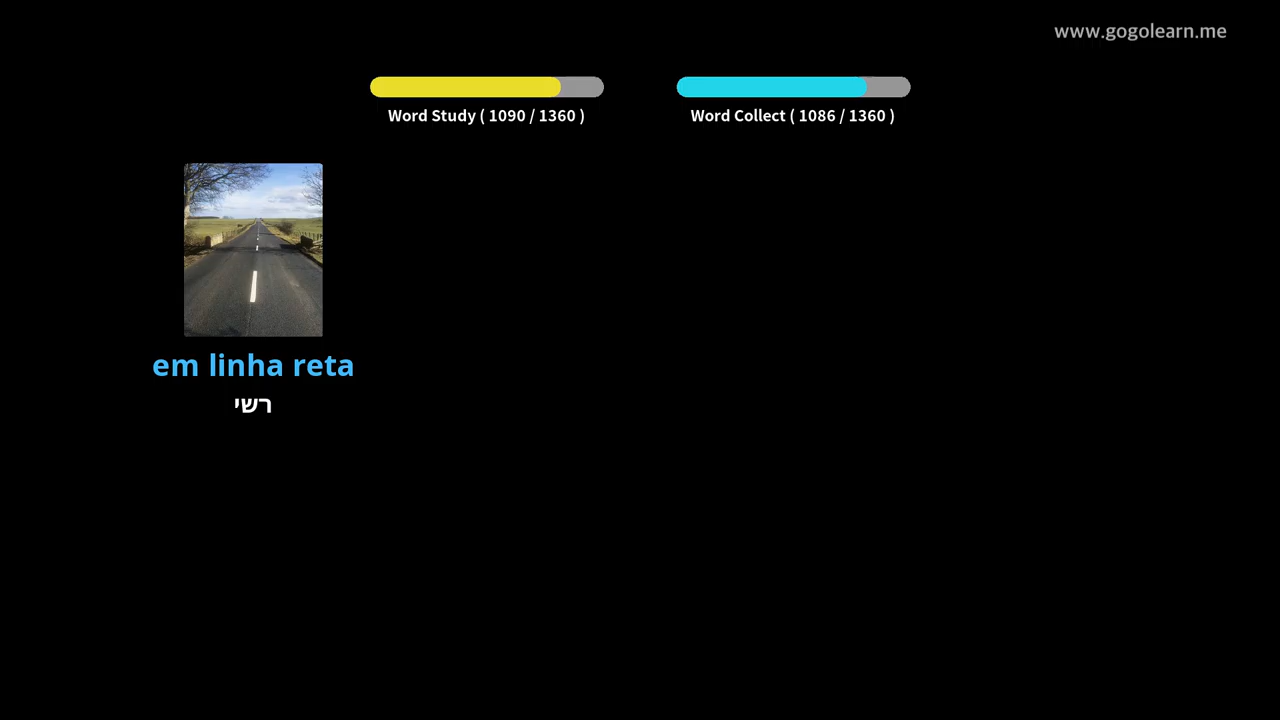 www.gogolearn.me
Word Study ( 1090 / 1360 )
Word Collect ( 1086 / 1360 )
em linha reta
רשי